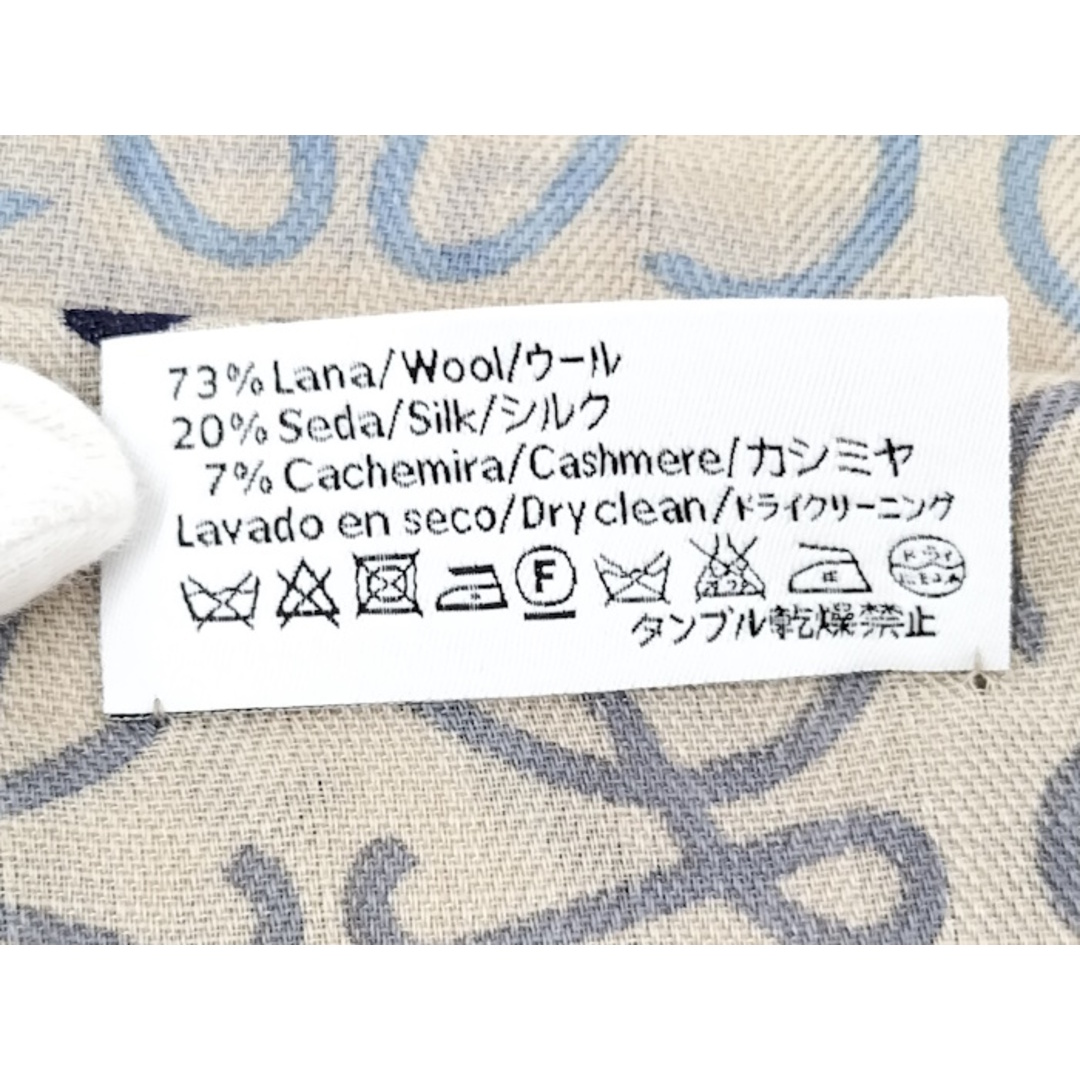 73% Lana/Wool/ウール
20% Seda/Silk/シルク
7% Cachemira/Cashmere/カシミヤ
Lavado en seco/Dry clean/ドライクリーニング
F
タンブル乾燥禁止